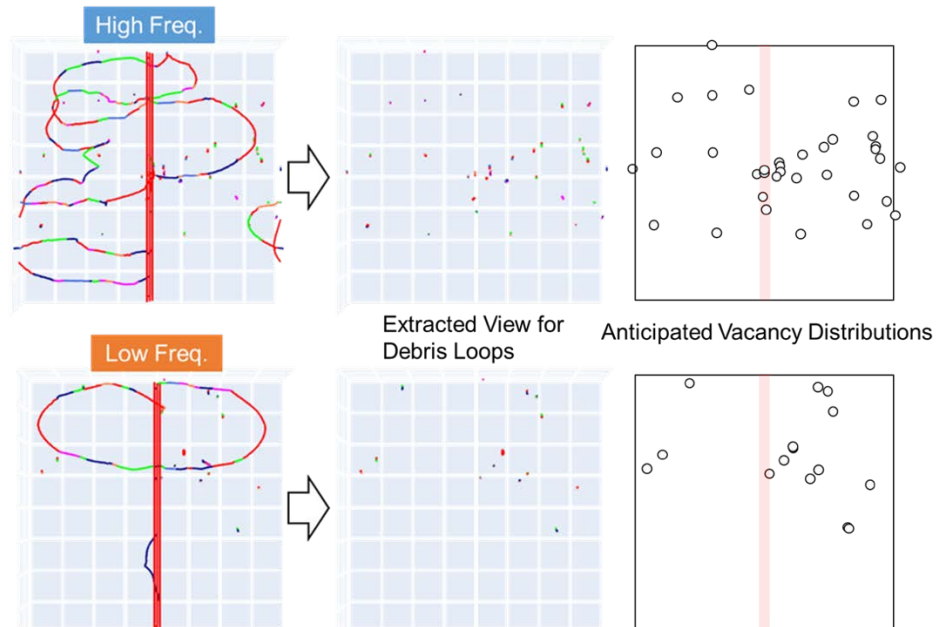 High Freq.
Extracted View for
Debris Loops
Anticipated Vacancy Distributions
Low Freq.